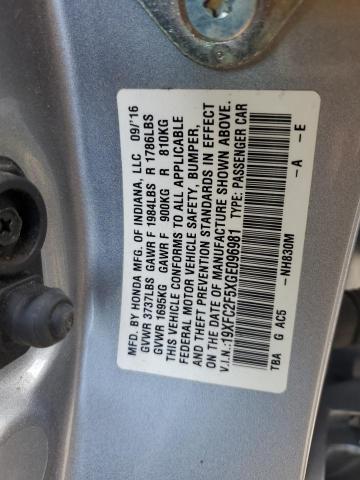 MFD. BY HONDA MFG. OF INDIANA, LLC 09/'16
GVWR 3737LBS GAWR F 1984LBS R 1786LBS
GVWR 1695KG GAWR F 900KG R 810KG
THIS VEHICLE CONFORMS TO ALL APPLICABLE
FEDERAL MOTOR VEHICLE SAFETY, BUMPER,
AND THEFT PREVENTION STANDARDS IN EFFECT
ON THE DATE OF MANUFACTURE SHOWN ABOVE.
V.I.N.:19XFC2F5XGE096981 TYPE: PASSENGER CAR
TBA G AC5 -NH830M -A -E